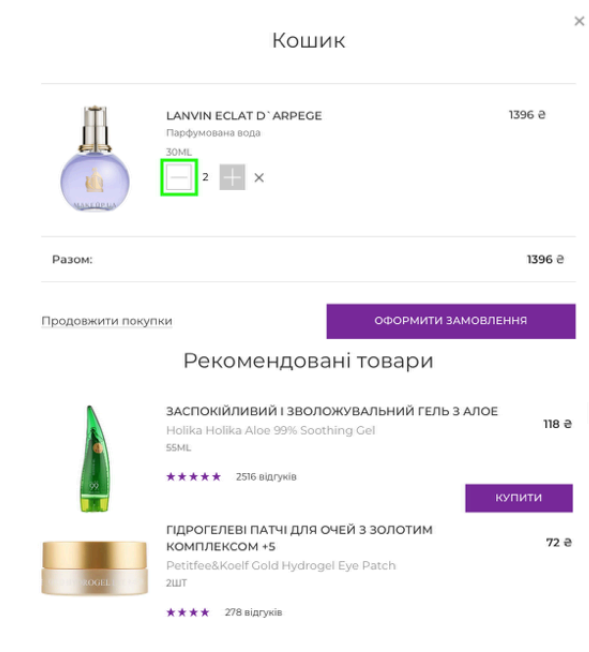 Кошик
LANVIN ECLAT D`ARPEGE
1396 ₴
Парфумована вода
30ML
2
Разом:
1396 ₴
Продовжити покупки
ОФОРМИТИ ЗАМОВЛЕННЯ
Рекомендовані товари
ЗАСПОКІЙЛИВИЙ І ЗВОЛОЖУВАЛЬНИЙ ГЕЛЬ З АЛОЕ
118 ₴
Holika Holika Aloe 99% Soothing Gel
55ML
★★★★★ 2516 відгуків
КУПИТИ
ГІДРОГЕЛЕВІ ПАТЧІ ДЛЯ ОЧЕЙ З ЗОЛОТИМ
КОМПЛЕКСОМ +5
72 ₴
Petitfee&Koelf Gold Hydrogel Eye Patch
2ШТ
★★★★ 278 відгуків